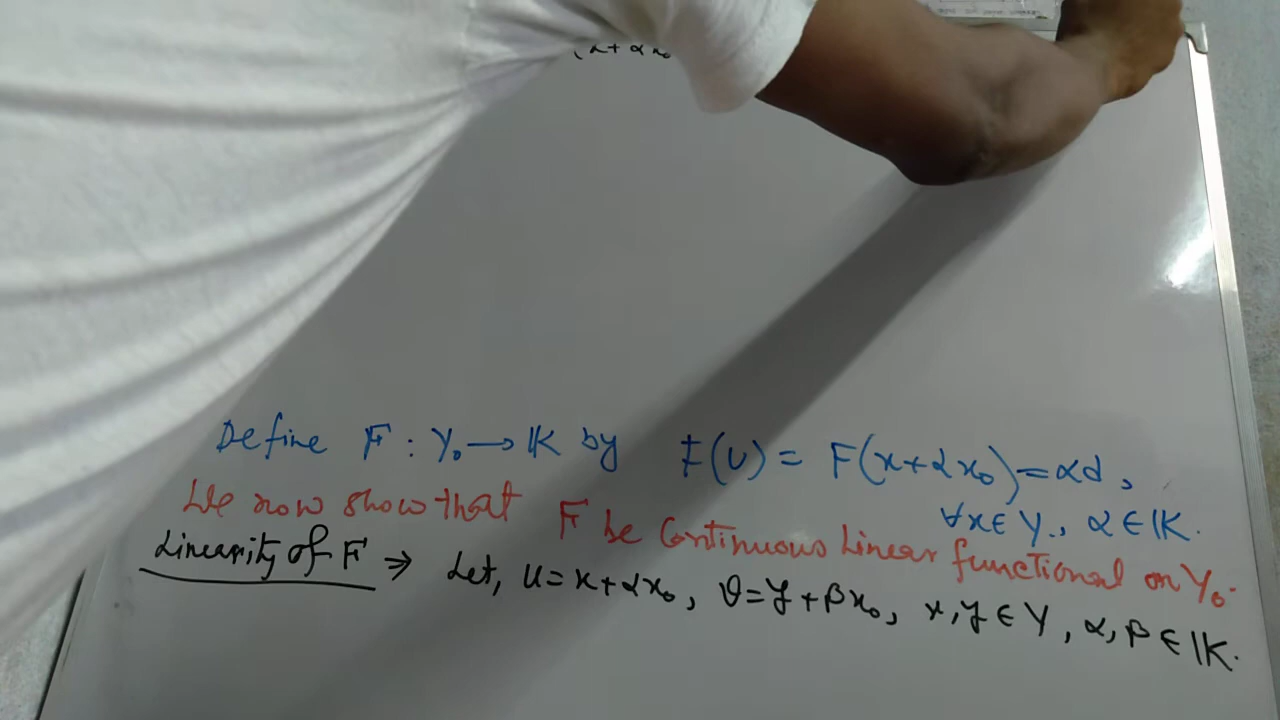 (x + αx₀
Define F : Y₀ → 𝕂 by F(u) = F(x+αx₀) = αd ,
∀x∈Y., α∈𝕂.
We now show that F be Continuous Linear functional on Y₀.
Linearity of F ⇒ Let, u = x+αx₀, v = y+βx₀, x,y∈Y, α,β∈𝕂.